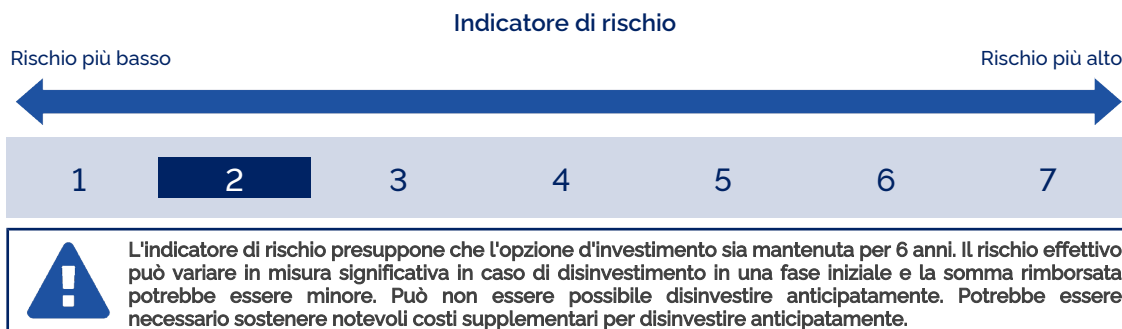 Indicatore di rischio
Rischio più basso
Rischio più alto
1 2 3 4 5 6 7
L'indicatore di rischio presuppone che l'opzione d'investimento sia mantenuta per 6 anni. Il rischio effettivo
può variare in misura significativa in caso di disinvestimento in una fase iniziale e la somma rimborsata
potrebbe essere minore. Può non essere possibile disinvestire anticipatamente. Potrebbe essere
necessario sostenere notevoli costi supplementari per disinvestire anticipatamente.